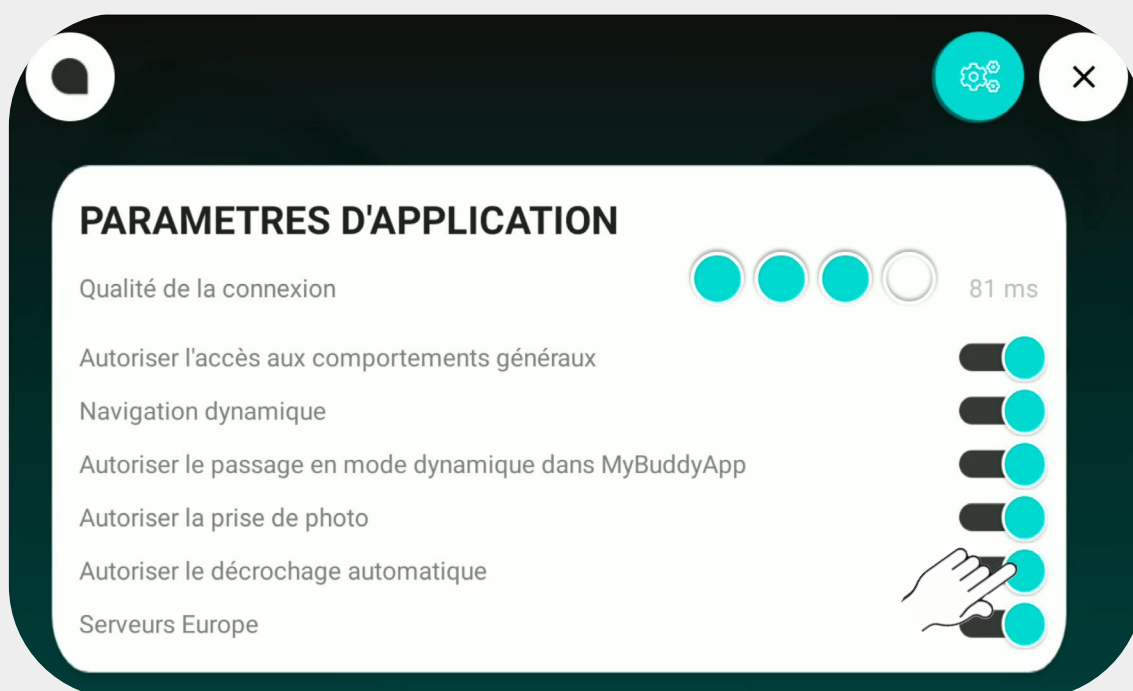 PARAMETRES D'APPLICATION
Qualité de la connexion 81 ms
Autoriser l'accès aux comportements généraux
Navigation dynamique
Autoriser le passage en mode dynamique dans MyBuddyApp
Autoriser la prise de photo
Autoriser le décrochage automatique
Serveurs Europe